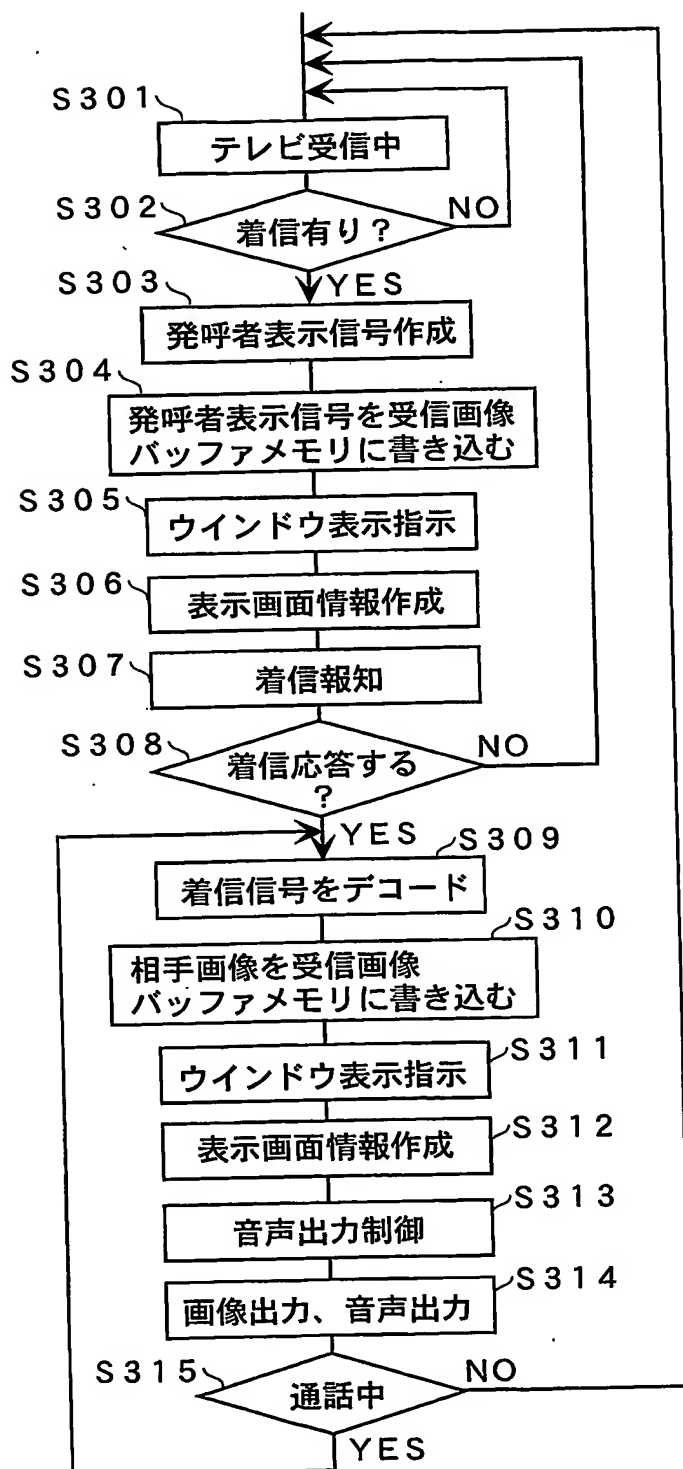 S301
テレビ受信中
S302
着信有り?
NO
YES
S303
発呼者表示信号作成
S304
発呼者表示信号を受信画像
バッファメモリに書き込む
S305
ウインドウ表示指示
S306
表示画面情報作成
S307
着信報知
S308
着信応答する
?
NO
YES
S309
着信信号をデコード
S310
相手画像を受信画像
バッファメモリに書き込む
S311
ウインドウ表示指示
S312
表示画面情報作成
S313
音声出力制御
S314
画像出力、音声出力
S315
通話中
NO
YES